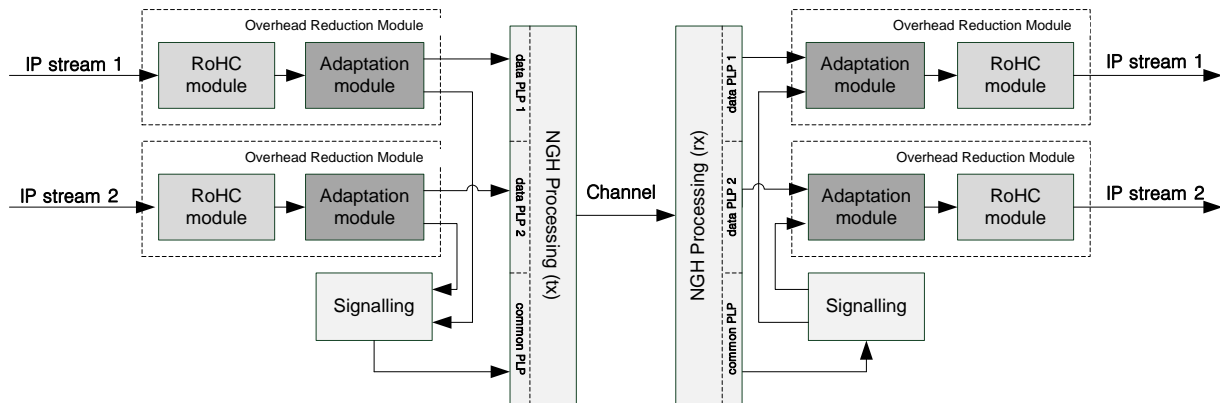 Overhead Reduction Module
IP stream 1
RoHC
module
Adaptation
module
Overhead Reduction Module
IP stream 2
RoHC
module
Adaptation
module
Signalling
data PLP 1
data PLP 2
common PLP
NGH Processing (tx)
Channel
NGH Processing (rx)
data PLP 1
data PLP 2
common PLP
Overhead Reduction Module
Adaptation
module
RoHC
module
IP stream 1
Overhead Reduction Module
Adaptation
module
RoHC
module
IP stream 2
Signalling